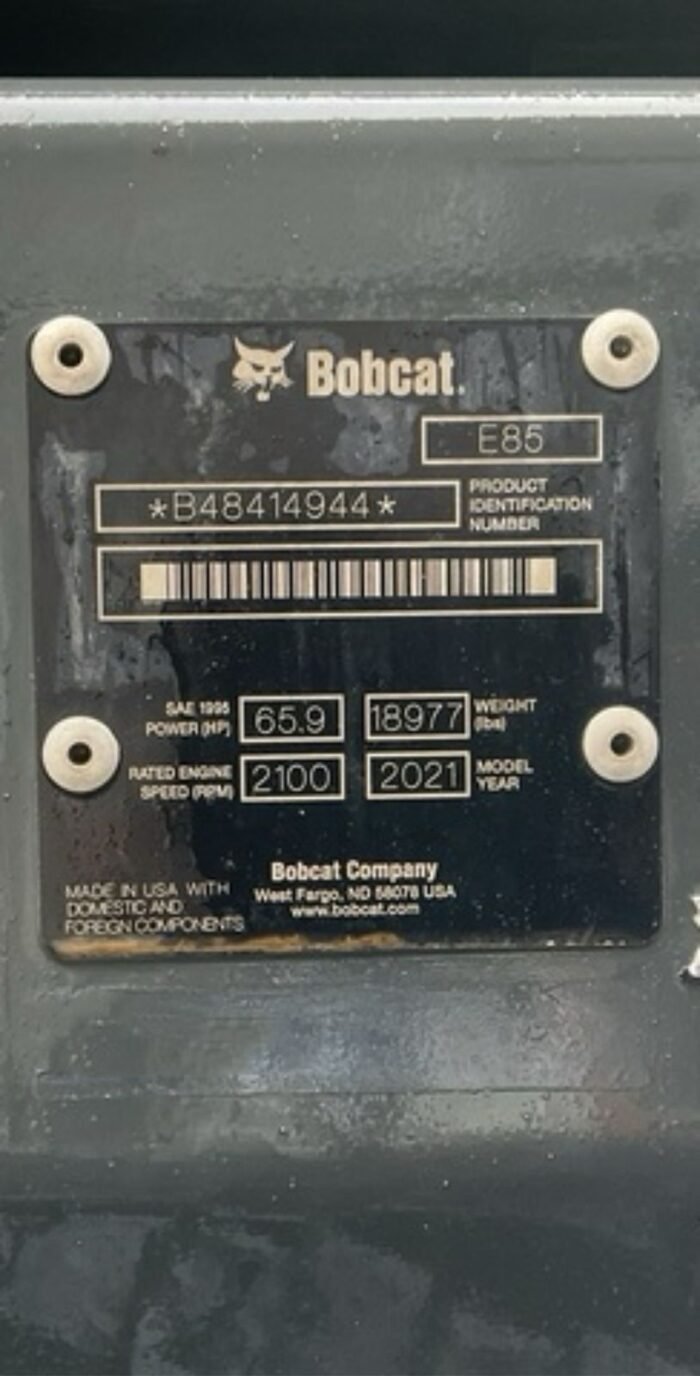 Bobcat.
E85
*B48414944*
PRODUCT
IDENTIFICATION
NUMBER
SAE 1995
POWER (HP)
65.9
18977
WEIGHT
(lbs)
RATED ENGINE
SPEED (RPM)
2100
2021
MODEL
YEAR
Bobcat Company
West Fargo, ND 58078 USA
www.bobcat.com
MADE IN USA WITH
DOMESTIC AND
FOREIGN COMPONENTS